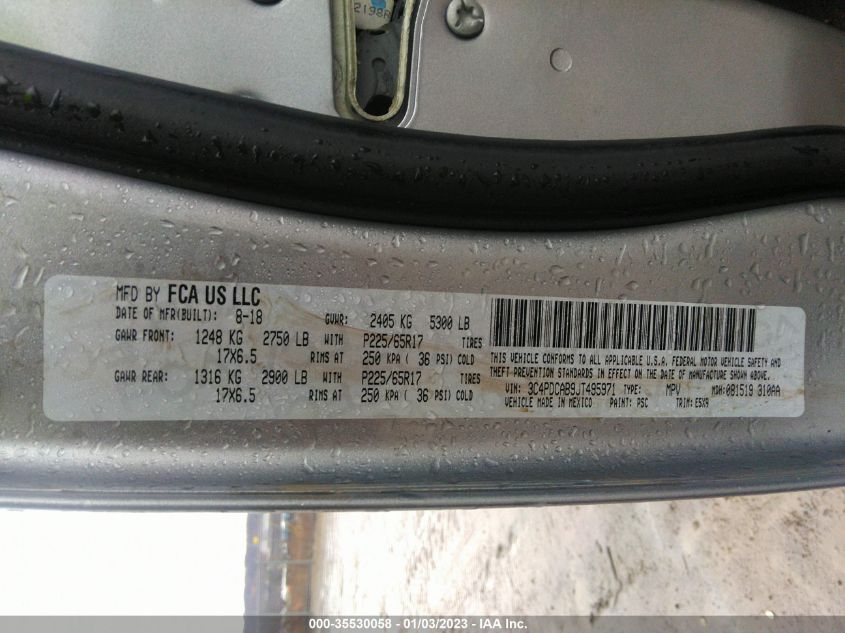 2198A
MFD BY FCA US LLC
DATE OF MFR(BUILT): 8-18 GVWR: 2405 KG 5300 LB
GAWR FRONT: 1248 KG 2750 LB WITH P225/65R17 TIRES
17X6.5 RIMS AT 250 KPA ( 36 PSI) COLD
GAWR REAR: 1316 KG 2900 LB WITH P225/65R17 TIRES
17X6.5 RIMS AT 250 KPA ( 36 PSI) COLD
THIS VEHICLE CONFORMS TO ALL APPLICABLE U.S.A. FEDERAL MOTOR VEHICLE SAFETY AND
THEFT PREVENTION STANDARDS IN EFFECT ON THE DATE OF MANUFACTURE SHOWN ABOVE.
VIN: 3C4PDCAB9JT495971 TYPE: MPV MDH: 081519 310AA
VEHICLE MADE IN MEXICO PAINT: PSC TRIM: E5X9
000-35530058 - 01/03/2023 - IAA Inc.